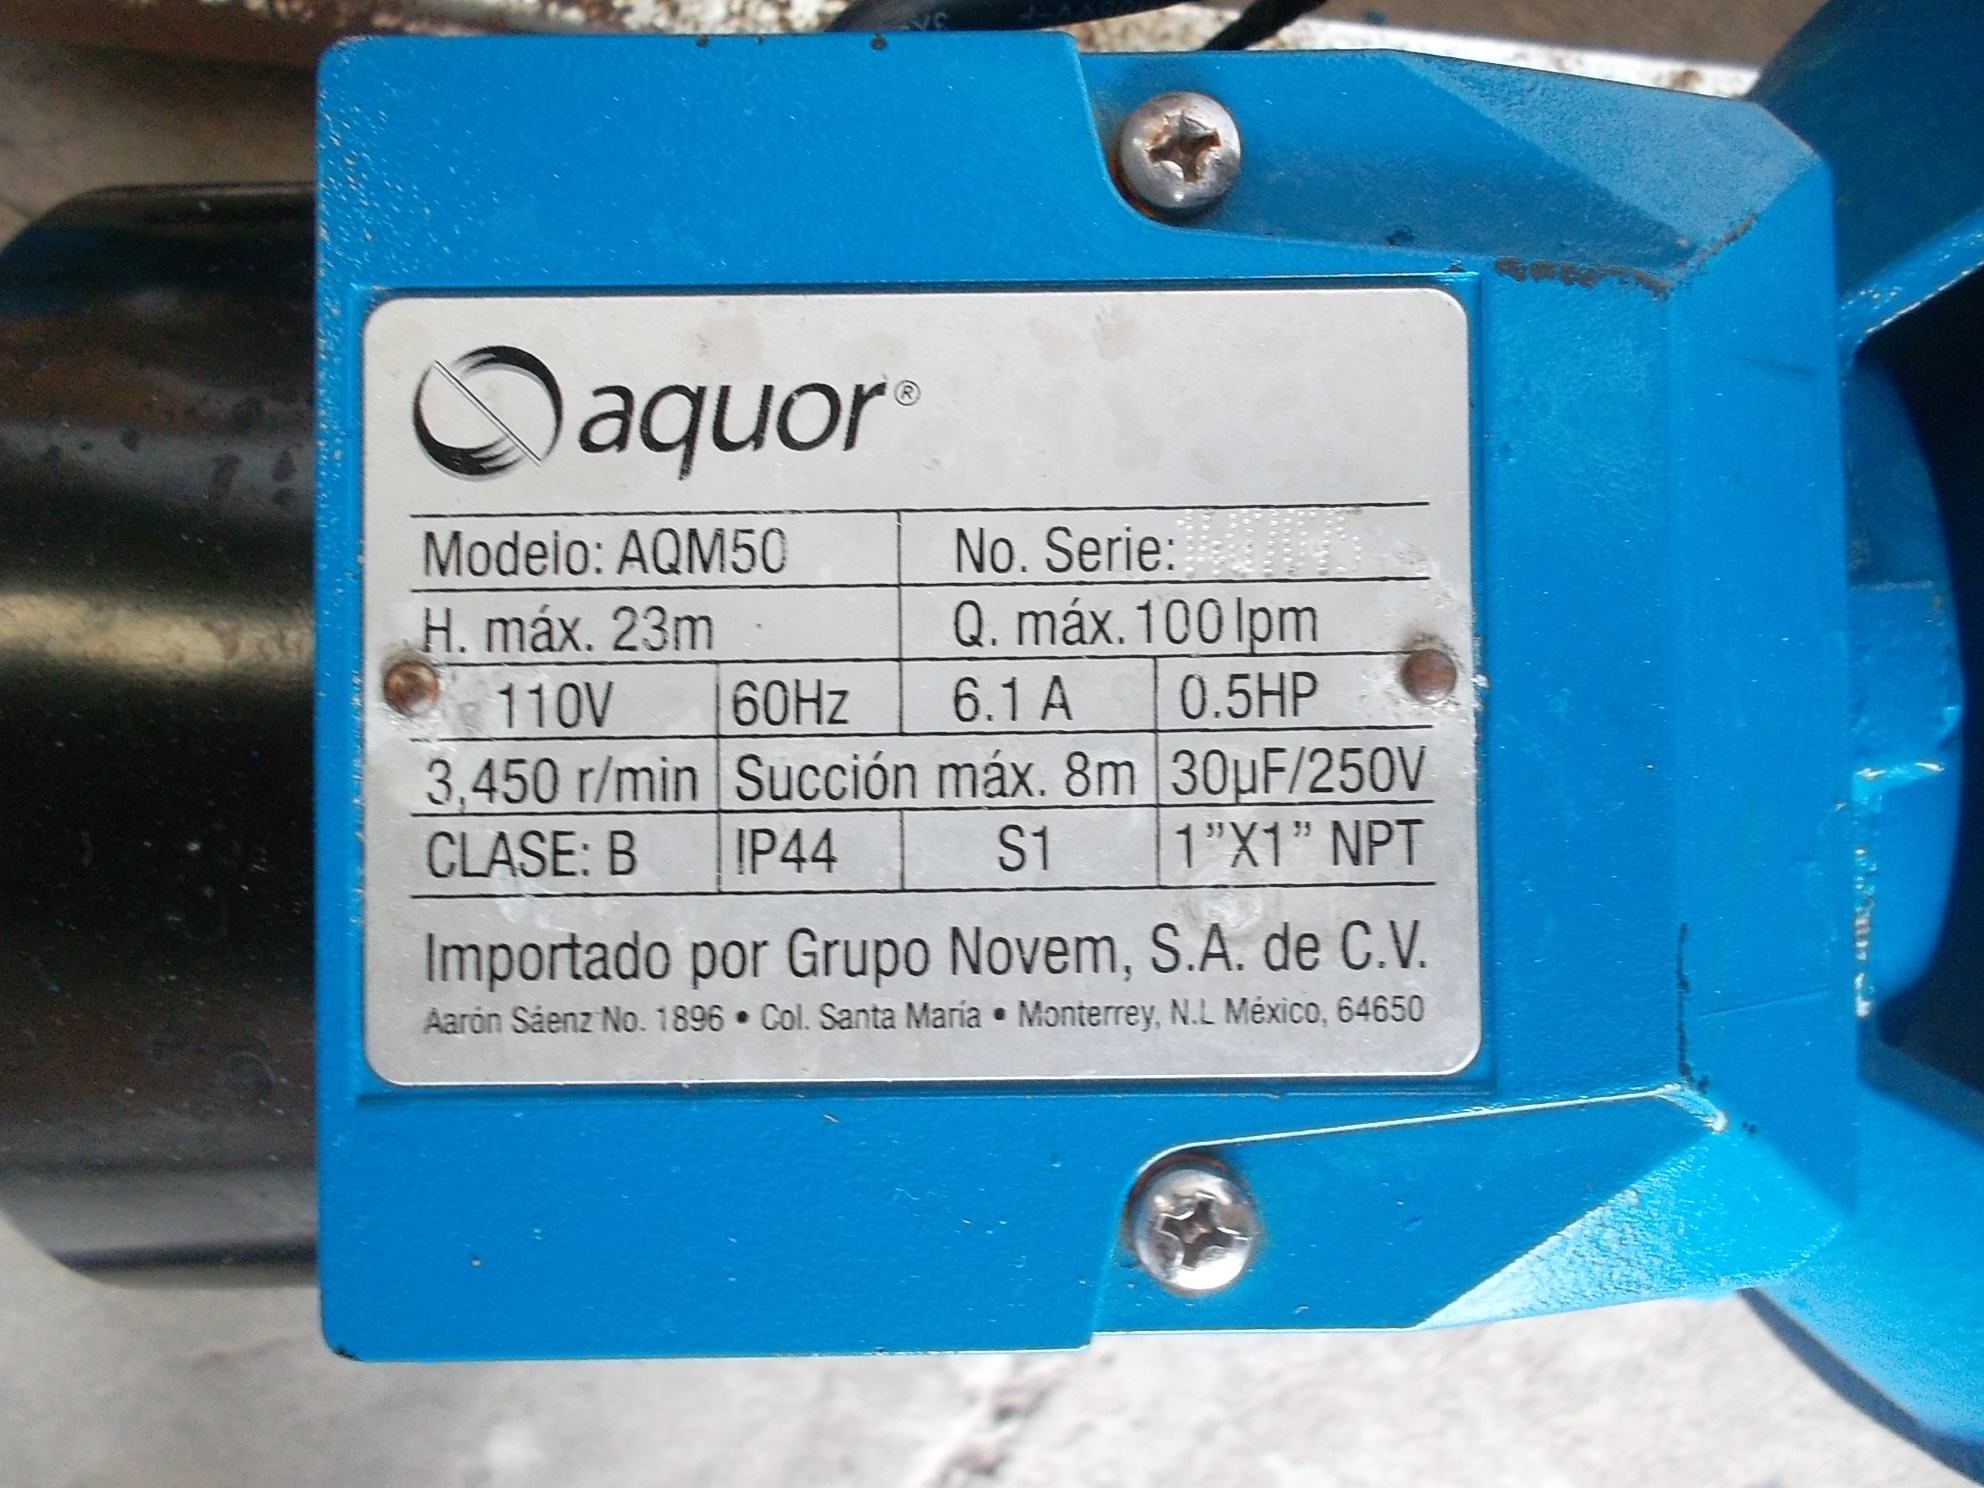 aquor®
Modelo: AQM50 No. Serie:
H. máx. 23m Q. máx. 100 lpm
110V 60Hz 6.1 A 0.5HP
3,450 r/min Succión máx. 8m 30µF/250V
CLASE: B IP44 S1 1”X1” NPT
Importado por Grupo Novem, S.A. de C.V.
Aarón Sáenz No. 1896 • Col. Santa María • Monterrey, N.L México, 64650